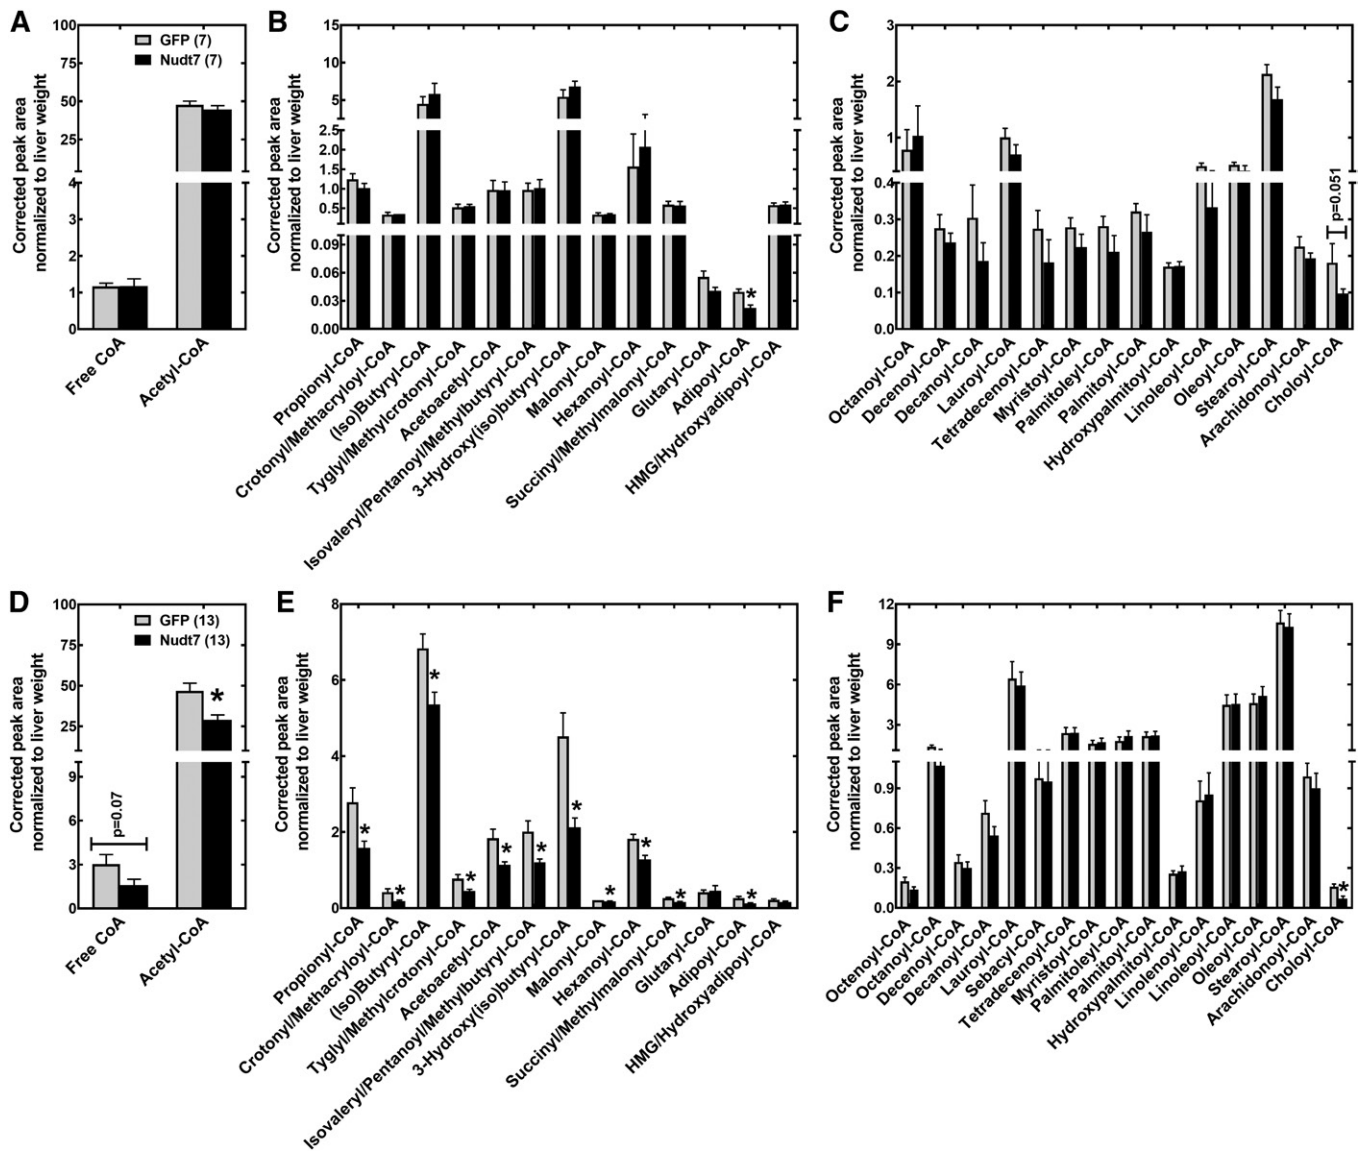 A
Corrected peak area
normalized to liver weight
100
75
50
25
4
3
2
1
0
GFP (7)
Nudt7 (7)
Free CoA
Acetyl-CoA
B
Corrected peak area
normalized to liver weight
15
10
5
2.5
2.0
1.5
1.0
0.5
0.09
0.06
0.03
0.00
*
Propionyl-CoA
Crotonyl/Methacryloyl-CoA
(Iso)Butyryl-CoA
Tyglyl/Methylcrotonyl-CoA
Acetoacetyl-CoA
Isovaleryl/Pentanoyl/Methylbutyryl-CoA
3-Hydroxy(iso)butyryl-CoA
Malonyl-CoA
Hexanoyl-CoA
Succinyl/Methylmalonyl-CoA
Glutaryl-CoA
Adipoyl-CoA
HMG/Hydroxyadipoyl-CoA
C
Corrected peak area
normalized to liver weight
3
2
1
0.4
0.3
0.2
0.1
0.0
p=0.051
Octanoyl-CoA
Decenoyl-CoA
Decanoyl-CoA
Lauroyl-CoA
Tetradecenoyl-CoA
Myristoyl-CoA
Palmitoleyl-CoA
Palmitoyl-CoA
Hydroxypalmitoyl-CoA
Linoleoyl-CoA
Oleoyl-CoA
Stearoyl-CoA
Arachidonoyl-CoA
Choloyl-CoA
D
Corrected peak area
normalized to liver weight
100
75
50
25
9
6
3
0
GFP (13)
Nudt7 (13)
p=0.07
*
Free CoA
Acetyl-CoA
E
Corrected peak area
normalized to liver weight
8
6
4
2
0
* * * * * * * * * * *
Propionyl-CoA
Crotonyl/Methacryloyl-CoA
(Iso)Butyryl-CoA
Tyglyl/Methylcrotonyl-CoA
Acetoacetyl-CoA
Isovaleryl/Pentanoyl/Methylbutyryl-CoA
3-Hydroxy(iso)butyryl-CoA
Malonyl-CoA
Hexanoyl-CoA
Succinyl/Methylmalonyl-CoA
Glutaryl-CoA
Adipoyl-CoA
HMG/Hydroxyadipoyl-CoA
F
Corrected peak area
normalized to liver weight
12
9
6
3
0.9
0.6
0.3
0.0
*
Octenoyl-CoA
Octanoyl-CoA
Decenoyl-CoA
Decanoyl-CoA
Lauroyl-CoA
Sebacyl-CoA
Tetradecenoyl-CoA
Myristoyl-CoA
Palmitoleyl-CoA
Palmitoyl-CoA
Hydroxypalmitoyl-CoA
Linolenoyl-CoA
Linoleoyl-CoA
Oleoyl-CoA
Stearoyl-CoA
Arachidonoyl-CoA
Choloyl-CoA